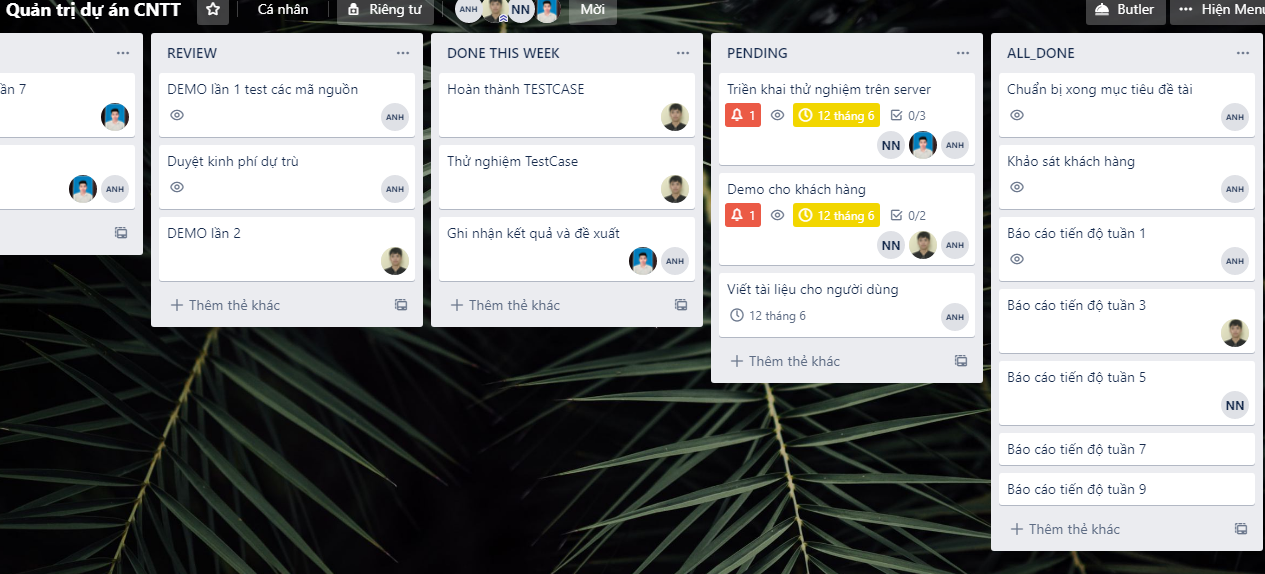 Quản trị dự án CNTT
Cá nhân
Riêng tư
ANH
NN
Mời
Butler
Hiện Menu
ần 7
ANH
REVIEW
DEMO lần 1 test các mã nguồn
ANH
Duyệt kinh phí dự trù
ANH
DEMO lần 2
Thêm thẻ khác
DONE THIS WEEK
Hoàn thành TESTCASE
Thử nghiệm TestCase
Ghi nhận kết quả và đề xuất
ANH
Thêm thẻ khác
PENDING
Triền khai thử nghiệm trên server
1 12 tháng 6 0/3
NN ANH
Demo cho khách hàng
1 12 tháng 6 0/2
NN ANH
Viết tài liệu cho người dùng
12 tháng 6 ANH
Thêm thẻ khác
ALL_DONE
Chuẩn bị xong mục tiêu đề tài
ANH
Khảo sát khách hàng
ANH
Báo cáo tiến độ tuần 1
ANH
Báo cáo tiến độ tuần 3
Báo cáo tiến độ tuần 5
NN
Báo cáo tiến độ tuần 7
Báo cáo tiến độ tuần 9
Thêm thẻ khác